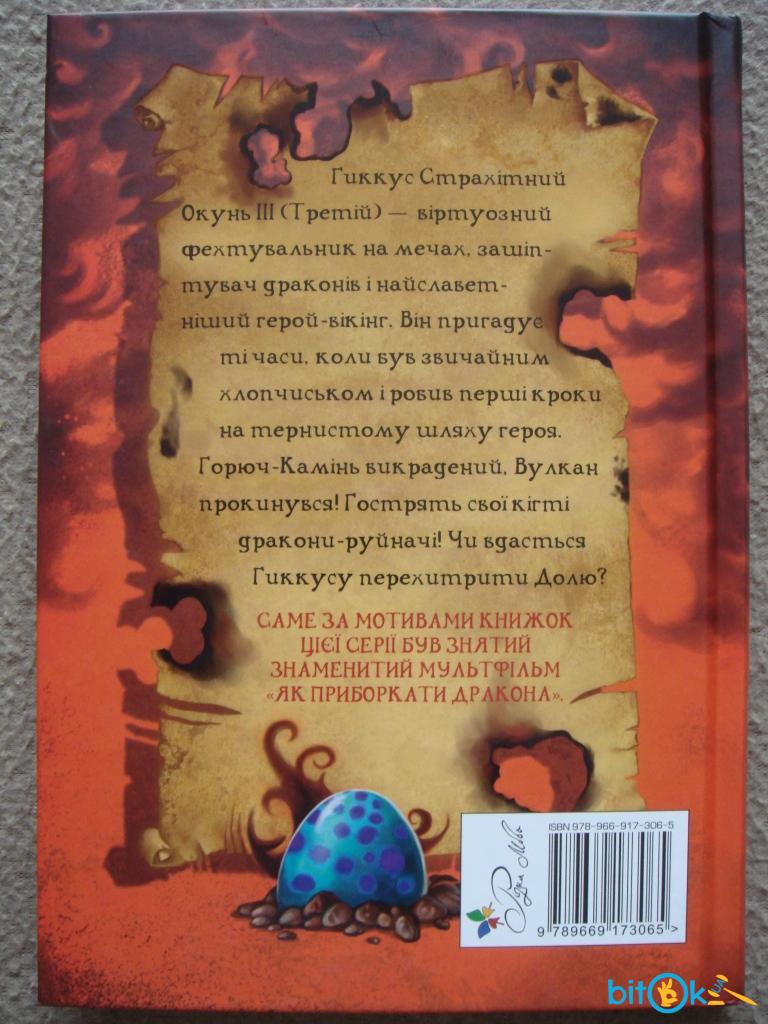 Гиккус Страхітний
Окунь III (Третій) — віртуозний
фехтувальник на мечах, зашіп-
тувач драконів і найславет-
ніший герой-вікінг. Він пригадує
ті часи, коли був звичайним
хлопчиськом і робив перші кроки
на тернистому шляху героя.
Горюч-Камінь викрадений, Вулкан
прокинувся! Гострять свої кігті
дракони-руйначі! Чи вдасться
Гиккусу перехитрити Долю?
САМЕ ЗА МОТИВАМИ КНИЖОК
ЦІЄЇ СЕРІЇ БУВ ЗНЯТИЙ
ЗНАМЕНИТИЙ МУЛЬТФІЛЬМ
«ЯК ПРИБОРКАТИ ДРАКОНА».
Рідна Мова
ISBN 978-966-917-306-5
9 789669 173065 >
bitOk
UA